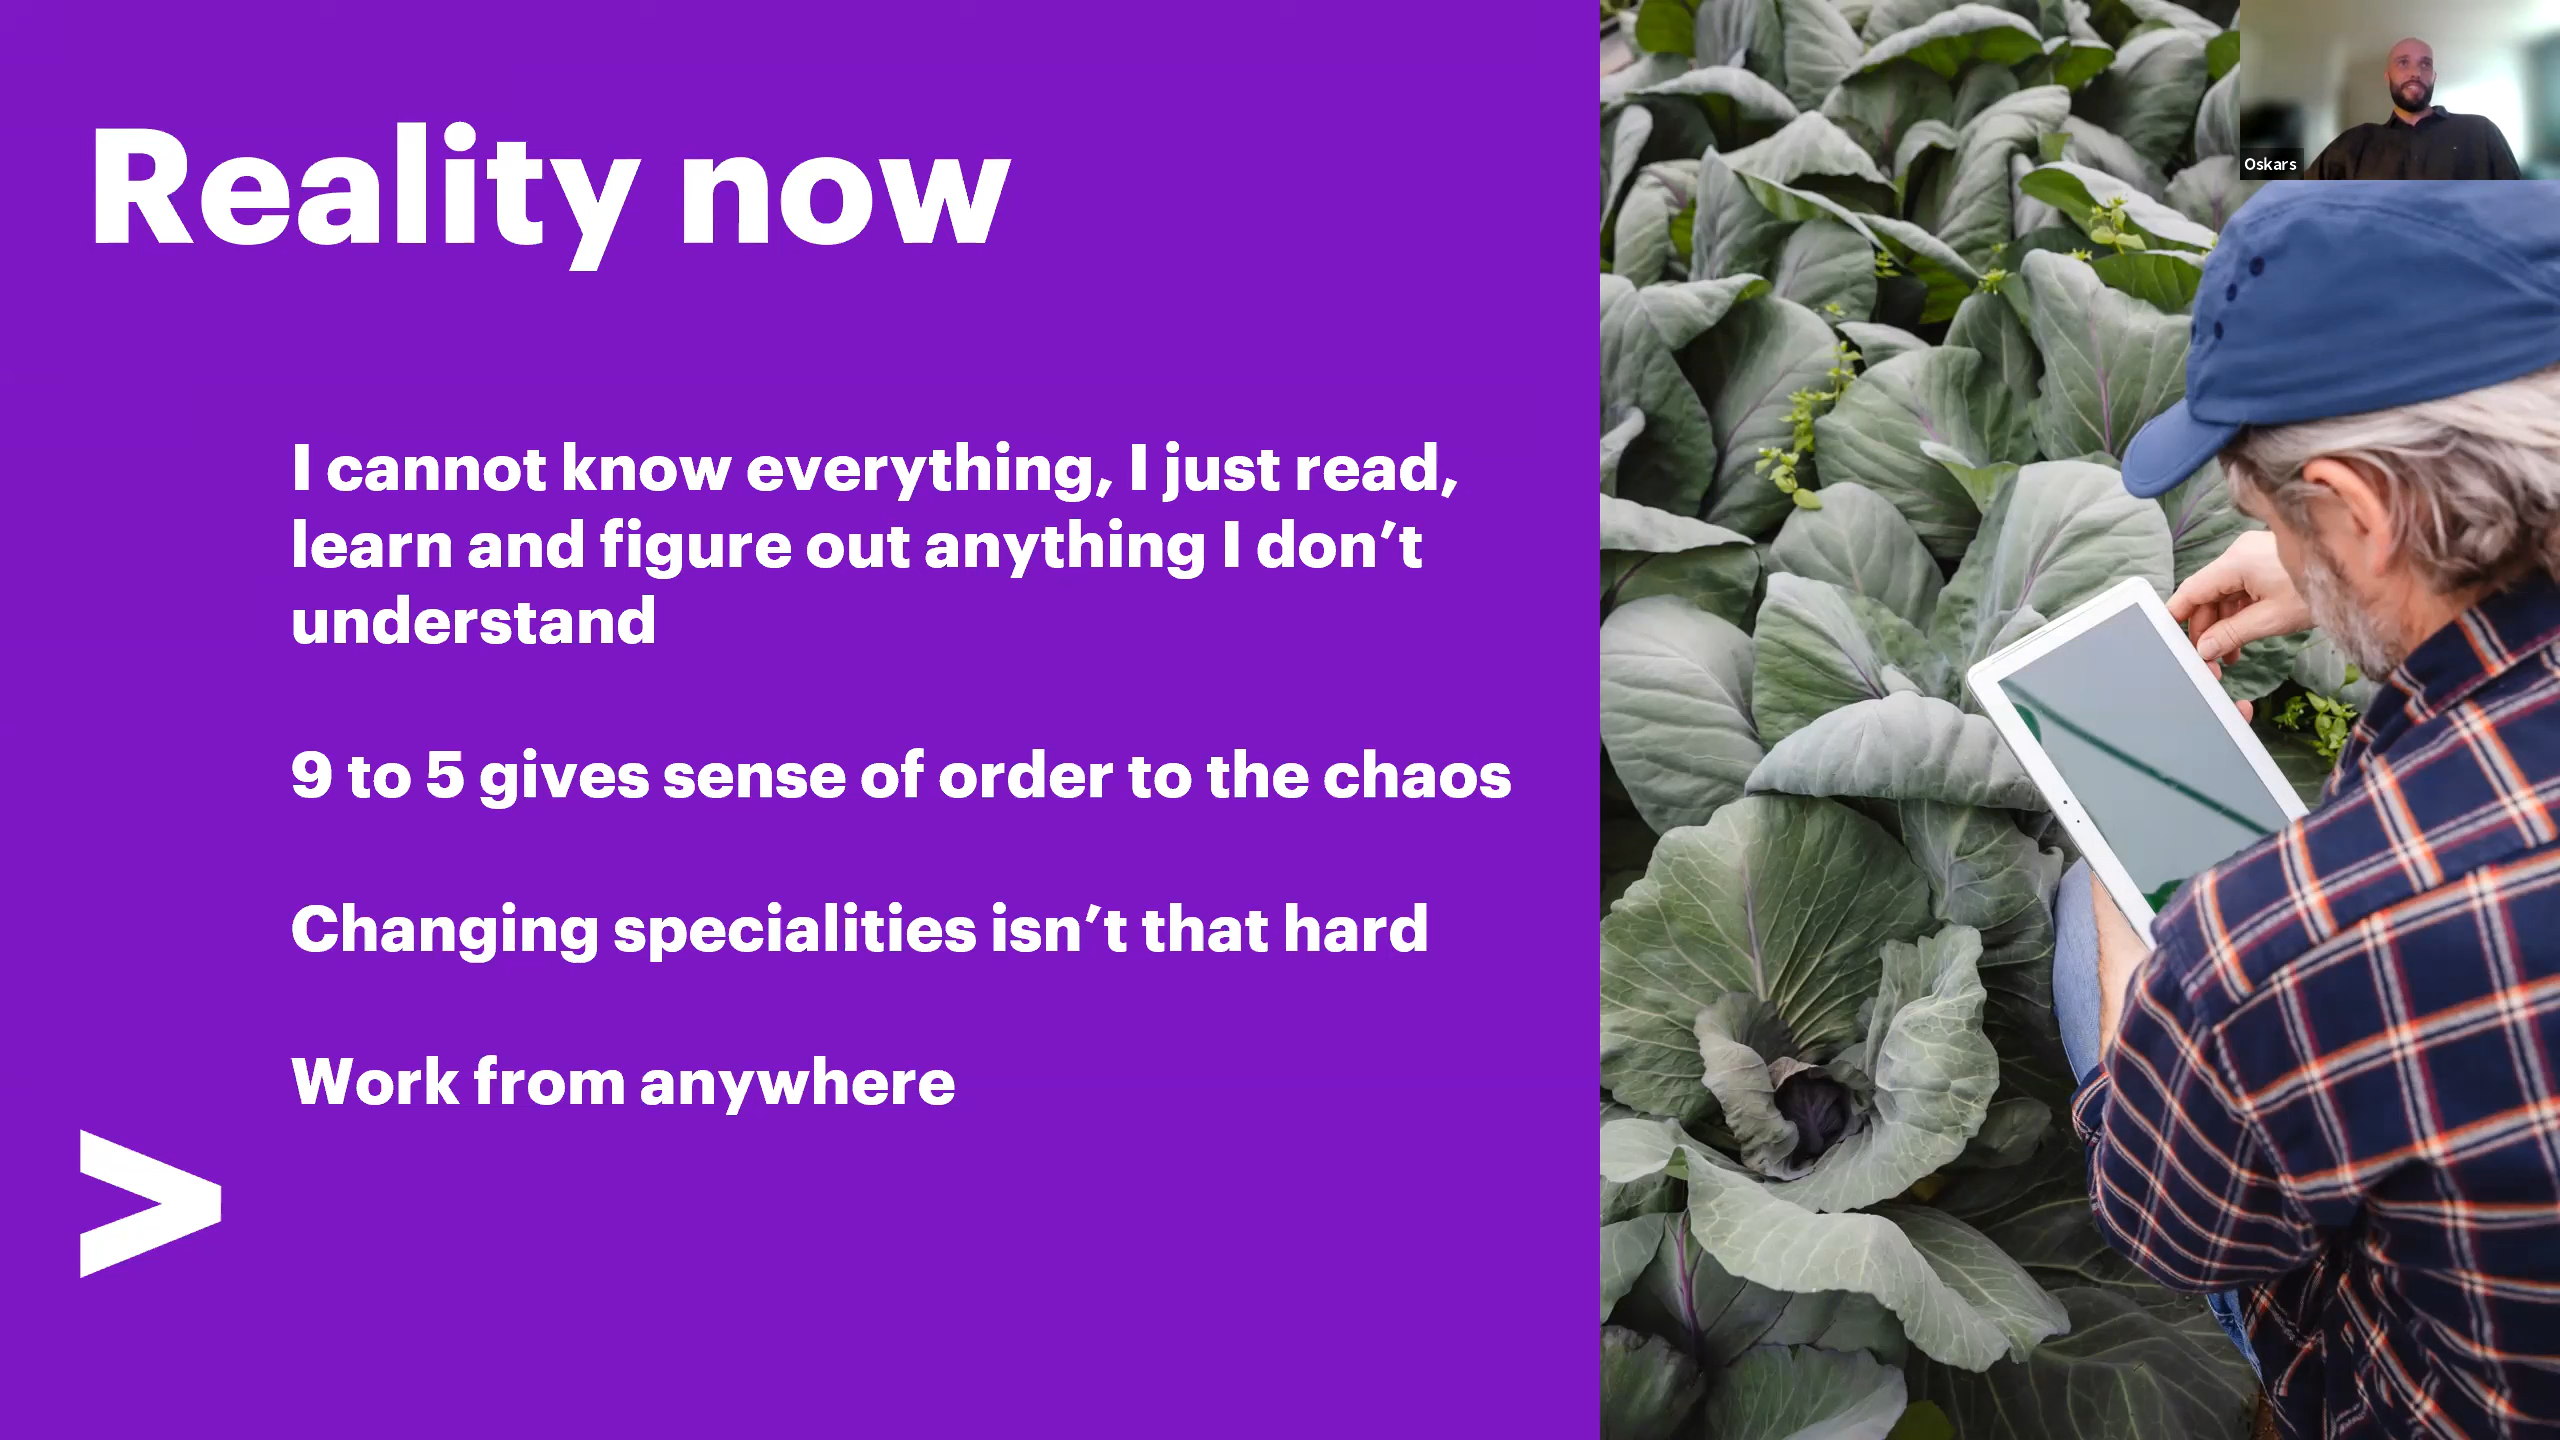 Reality now
I cannot know everything, I just read,
learn and figure out anything I don’t
understand
9 to 5 gives sense of order to the chaos
Changing specialities isn’t that hard
Work from anywhere
>
Oskars